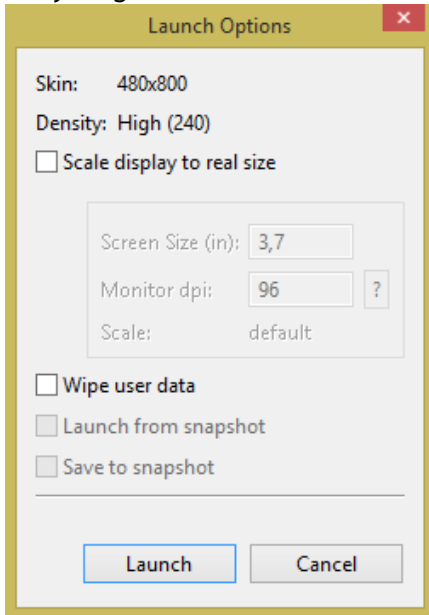 Launch Options
Skin: 480x800
Density: High (240)
Scale display to real size
Screen Size (in): 3,7
Monitor dpi: 96 ?
Scale: default
Wipe user data
Launch from snapshot
Save to snapshot
Launch Cancel